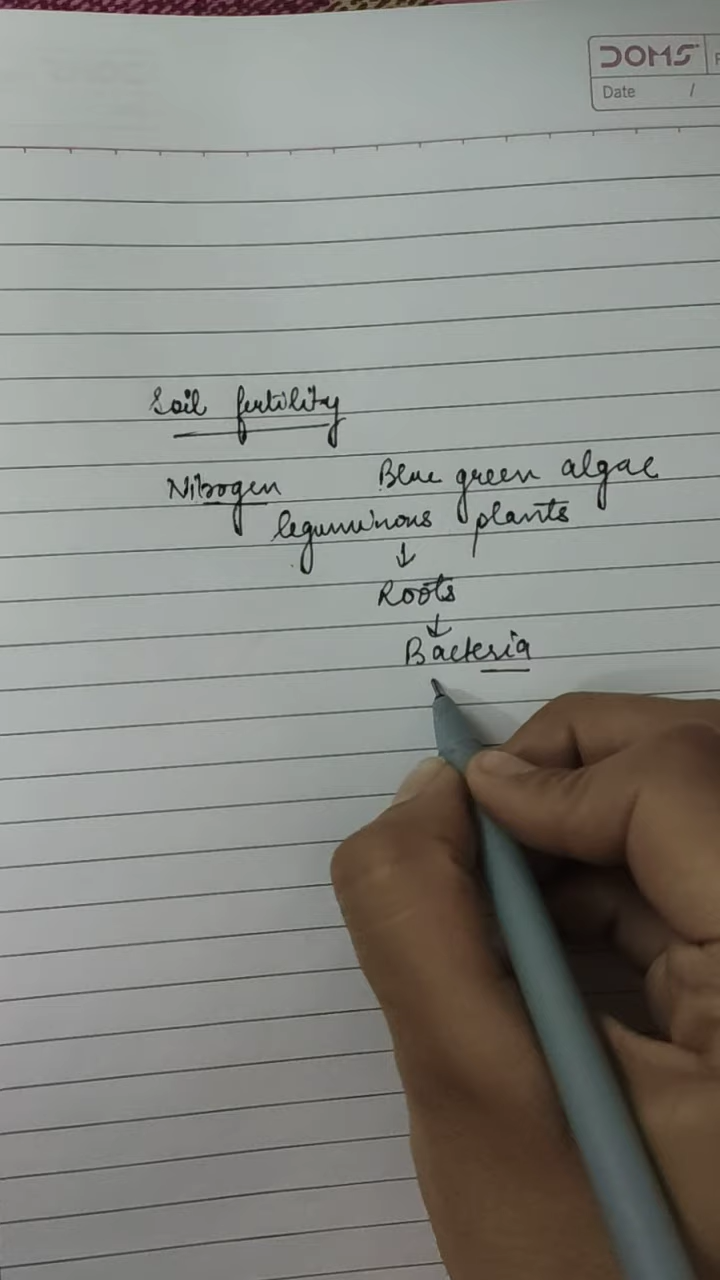 DOMS
Date /
Soil fertility
Nitrogen Blue green algae
leguminous plants
↓
Roots
↓
Bacteria